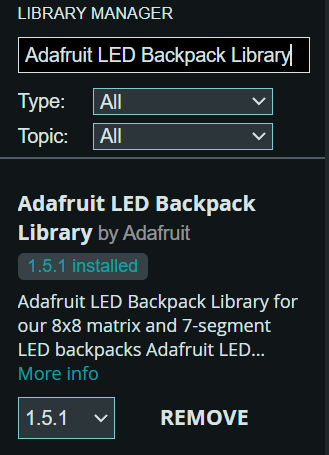 LIBRARY MANAGER
Adafruit LED Backpack Library
Type: All
Topic: All
Adafruit LED Backpack
Library by Adafruit
1.5.1 installed
Adafruit LED Backpack Library for
our 8x8 matrix and 7-segment
LED backpacks Adafruit LED...
More info
1.5.1 REMOVE